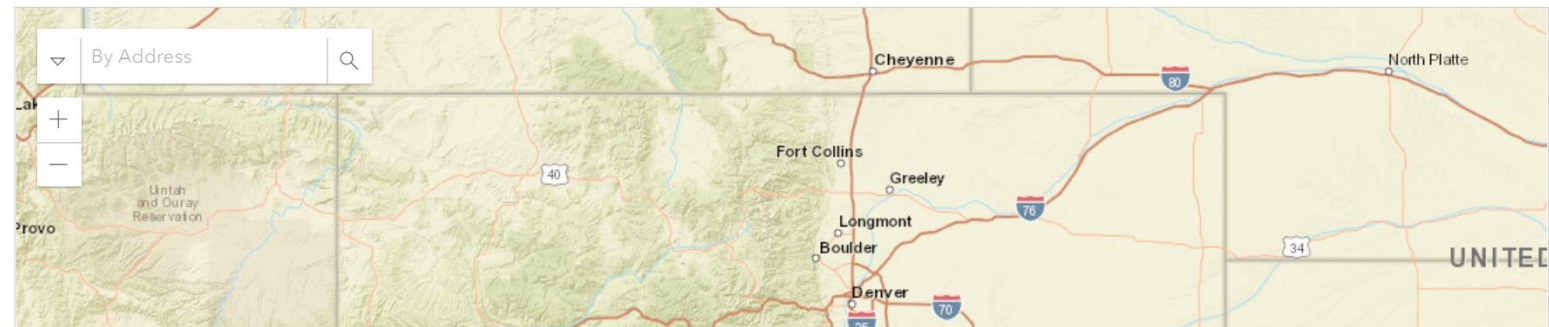 By Address
Cheyenne
North Platte
80
Lak
Fort Collins
40
Greeley
Uintah
and Ouray
Reservation
76
Longmont
Provo
Boulder
34
UNITED
Denver
70
25